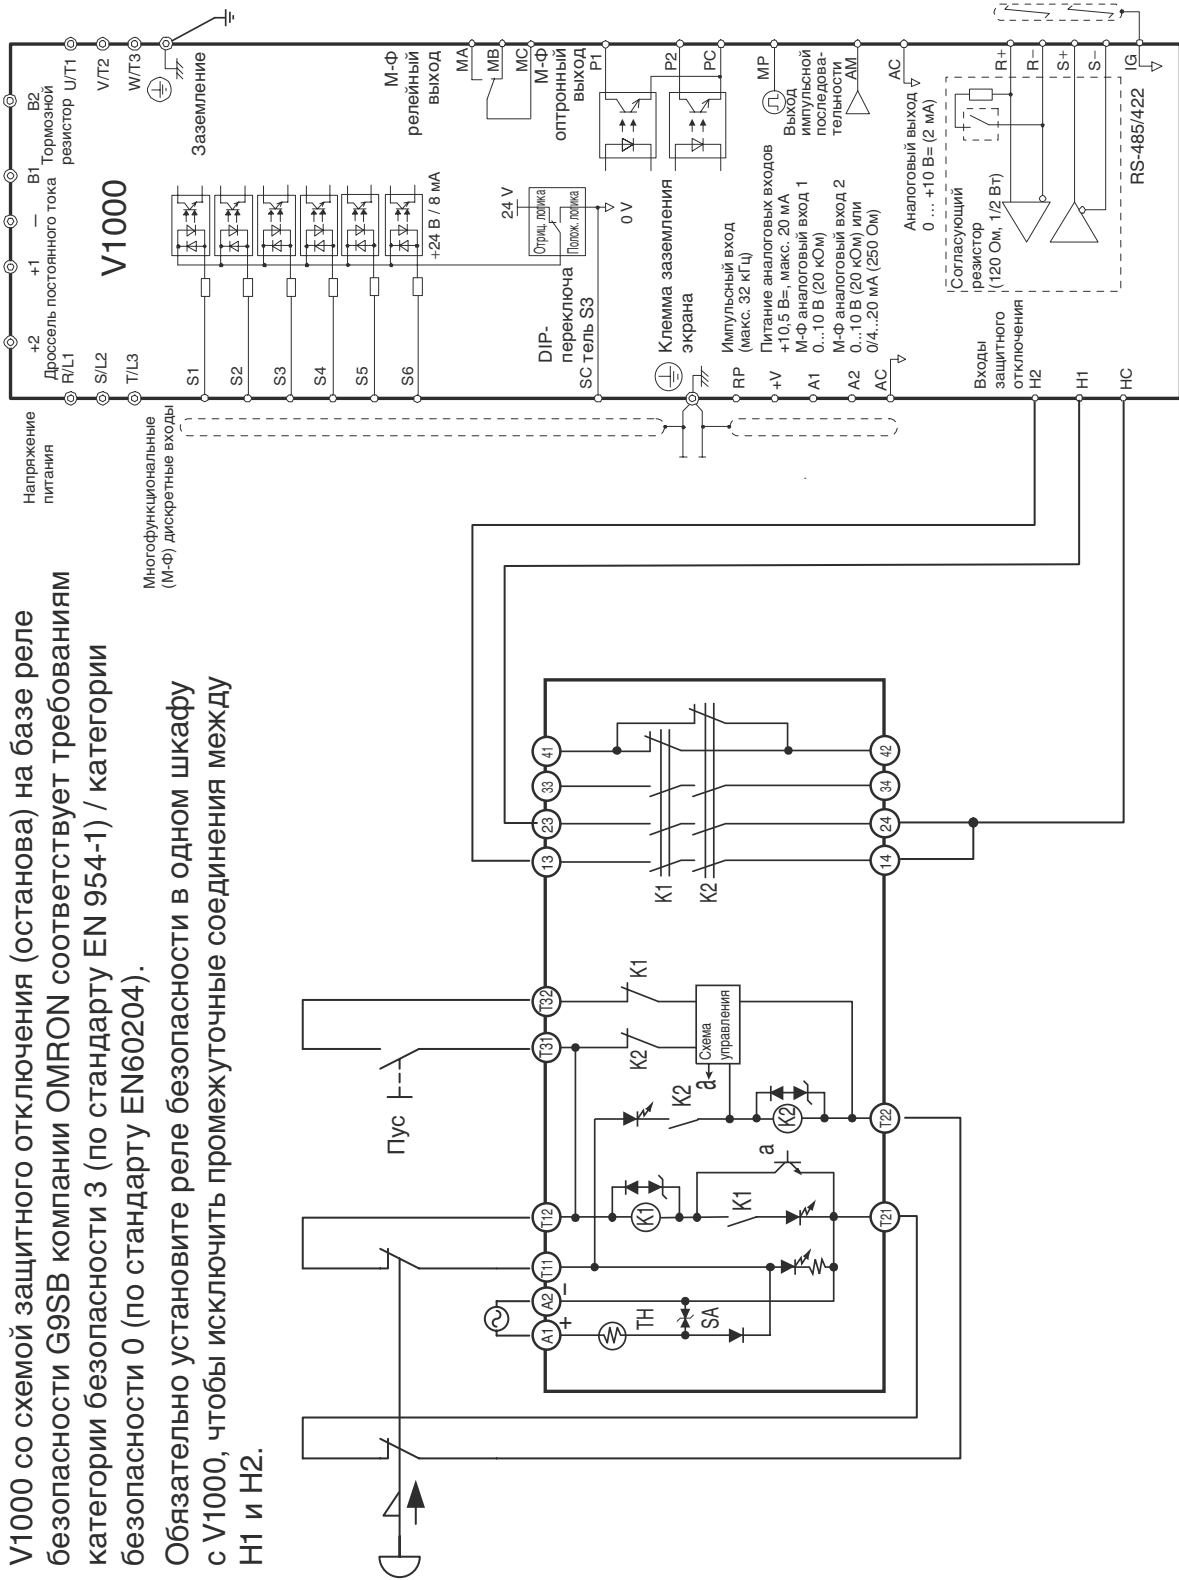 V1000 со схемой защитного отключения (останова) на базе реле
безопасности G9SB компании OMRON соответствует требованиям
категории безопасности 3 (по стандарту EN 954-1) / категории
безопасности 0 (по стандарту EN60204).
Обязательно установите реле безопасности в одном шкафу
с V1000, чтобы исключить промежуточные соединения между
H1 и H2.
Напряжение
питания
R/L1
S/L2
T/L3
+2
+1
−
B1
B2
Дроссель постоянного тока
Тормозной
резистор
U/T1
V/T2
W/T3
V1000
Заземление
Многофункциональные
(М-Ф) дискретные входы
S1
S2
S3
S4
S5
S6
+24 В / 8 мА
М-Ф
релейный
выход
MA
MB
MC
М-Ф
оптронный
выход
P1
P2
PC
24 V
Отриц. логика
Полож. логика
0 V
DIP-
переключа
тель S3
SC
Клемма заземления
экрана
MP
Выход
импульсной
последова-
тельности
AM
AC
Импульсный вход
(макс. 32 кГц)
RP
Питание аналоговых входов
+10,5 В=, макс. 20 мА
+V
М-Ф аналоговый вход 1
0...10 В (20 кОм)
A1
М-Ф аналоговый вход 2
0...10 В (20 кОм) или
0/4...20 мА (250 Ом)
A2
AC
Аналоговый выход
0 ... +10 В= (2 мА)
Согласующий
резистор
(120 Ом, 1/2 Вт)
R+
R−
S+
S−
IG
RS-485/422
Входы
защитного
отключения
H2
H1
HC
Пус
A1
A2
T11
T12
T31
T32
13
23
33
41
+
−
TH
SA
K1
K1
a
K2
K2
a
K2
K1
Схема
управления
K1
K2
T21
T22
14
24
34
42